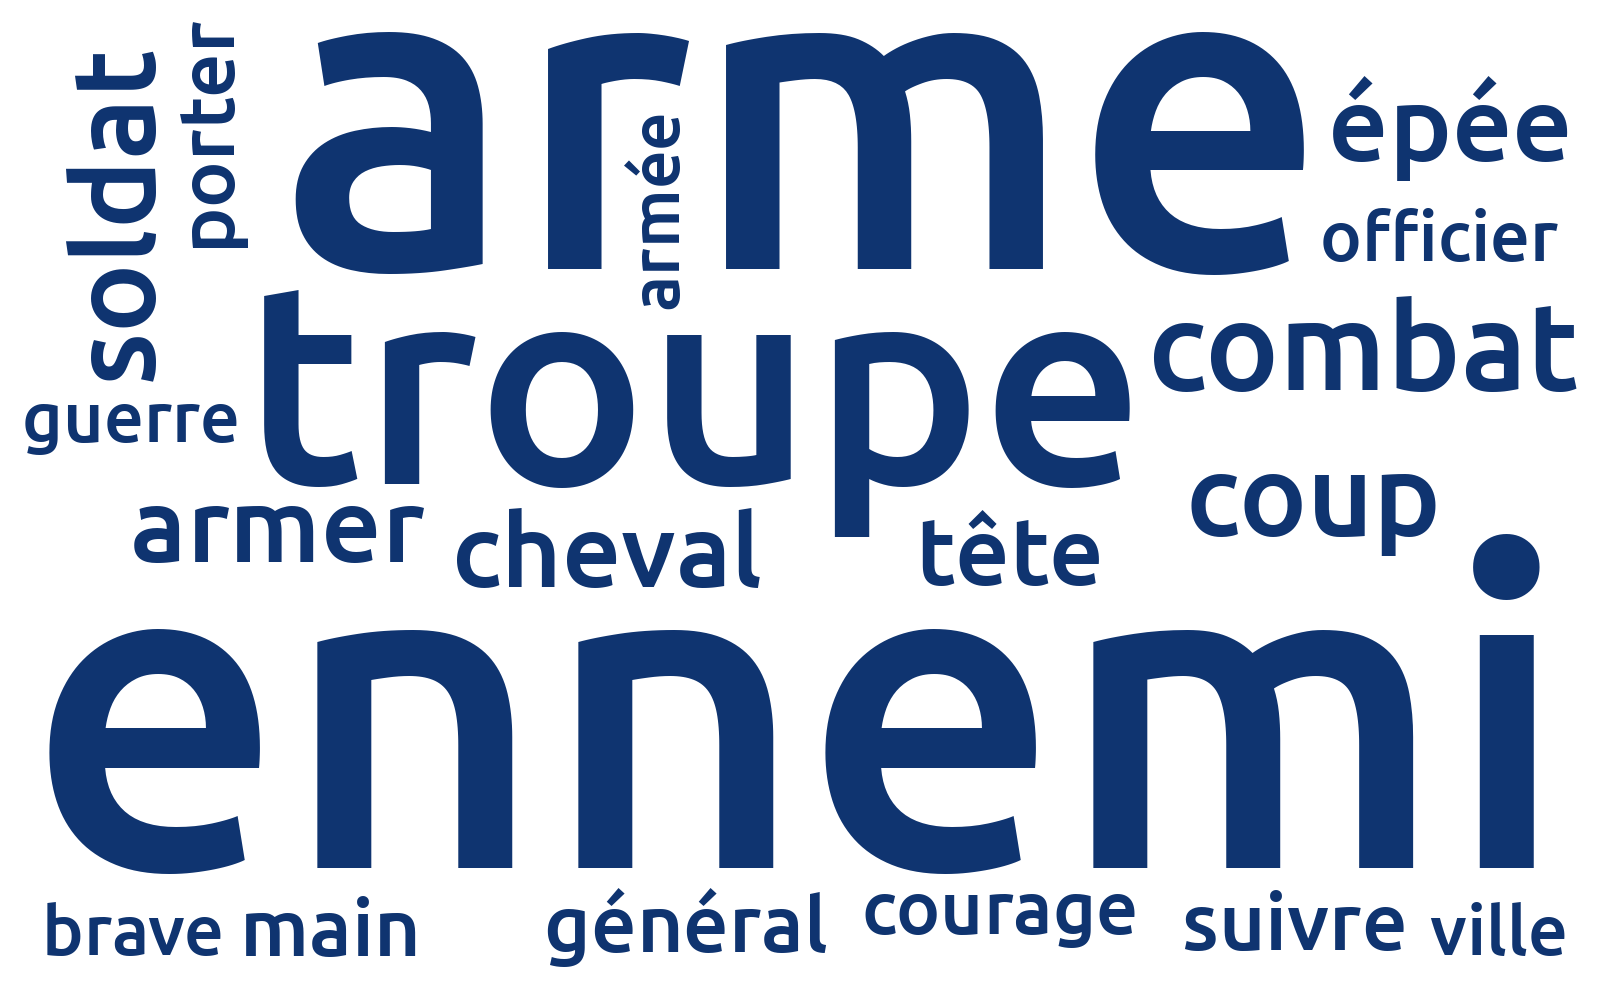 soldat
porter
arme
armée
épée
officier
troupe
combat
guerre
armer
cheval
tête
coup
ennemi
brave
main
général
courage
suivre
ville